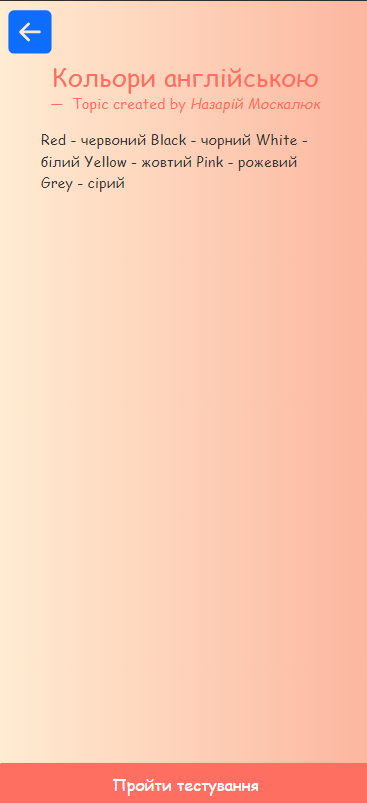 Кольори англійською
— Topic created by Назарій Москалюк
Red - червоний Black - чорний White -
білий Yellow - жовтий Pink - рожевий
Grey - сірий
Пройти тестування